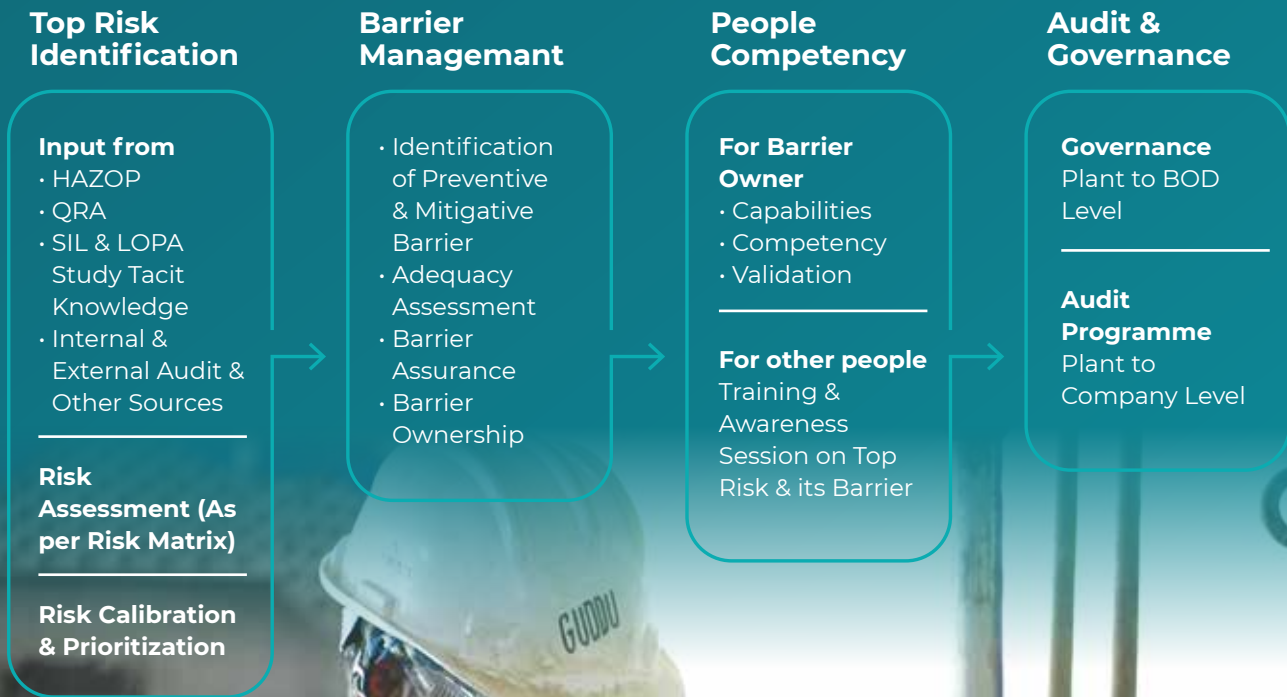 Top Risk
Identification
Input from
· HAZOP
· QRA
· SIL & LOPA
Study Tacit
Knowledge
· Internal &
External Audit &
Other Sources
Risk
Assessment (As
per Risk Matrix)
Risk Calibration
& Prioritization
Barrier
Managemant
· Identification
of Preventive
& Mitigative
Barrier
· Adequacy
Assessment
· Barrier
Assurance
· Barrier
Ownership
People
Competency
For Barrier
Owner
· Capabilities
· Competency
· Validation
For other people
Training &
Awareness
Session on Top
Risk & its Barrier
Audit &
Governance
Governance
Plant to BOD
Level
Audit
Programme
Plant to
Company Level
GUDDU